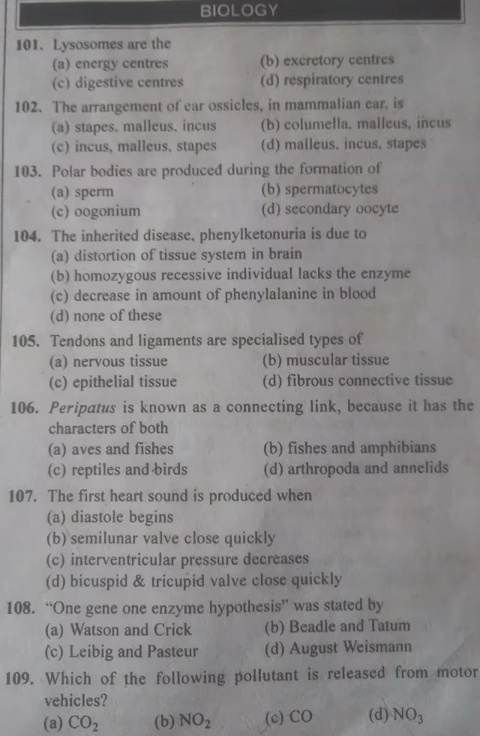 BIOLOGY
101. Lysosomes are the
(a) energy centres (b) excretory centres
(c) digestive centres (d) respiratory centres
102. The arrangement of ear ossicles, in mammalian ear, is
(a) stapes, malleus, incus (b) columella, malleus, incus
(c) incus, malleus, stapes (d) malleus, incus, stapes
103. Polar bodies are produced during the formation of
(a) sperm (b) spermatocytes
(c) oogonium (d) secondary oocyte
104. The inherited disease, phenylketonuria is due to
(a) distortion of tissue system in brain
(b) homozygous recessive individual lacks the enzyme
(c) decrease in amount of phenylalanine in blood
(d) none of these
105. Tendons and ligaments are specialised types of
(a) nervous tissue (b) muscular tissue
(c) epithelial tissue (d) fibrous connective tissue
106. Peripatus is known as a connecting link, because it has the
characters of both
(a) aves and fishes (b) fishes and amphibians
(c) reptiles and birds (d) arthropoda and annelids
107. The first heart sound is produced when
(a) diastole begins
(b) semilunar valve close quickly
(c) interventricular pressure decreases
(d) bicuspid & tricupid valve close quickly
108. “One gene one enzyme hypothesis” was stated by
(a) Watson and Crick (b) Beadle and Tatum
(c) Leibig and Pasteur (d) August Weismann
109. Which of the following pollutant is released from motor
vehicles?
(a) CO₂ (b) NO₂ (c) CO (d) NO₃